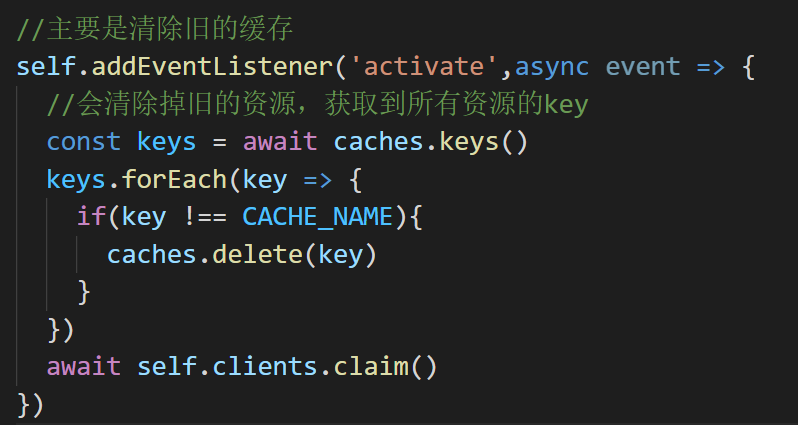 //主要是清除旧的缓存
self.addEventListener('activate',async event => {
//会清除掉旧的资源，获取到所有资源的key
const keys = await caches.keys()
keys.forEach(key => {
if(key !== CACHE_NAME){
caches.delete(key)
}
})
await self.clients.claim()
})